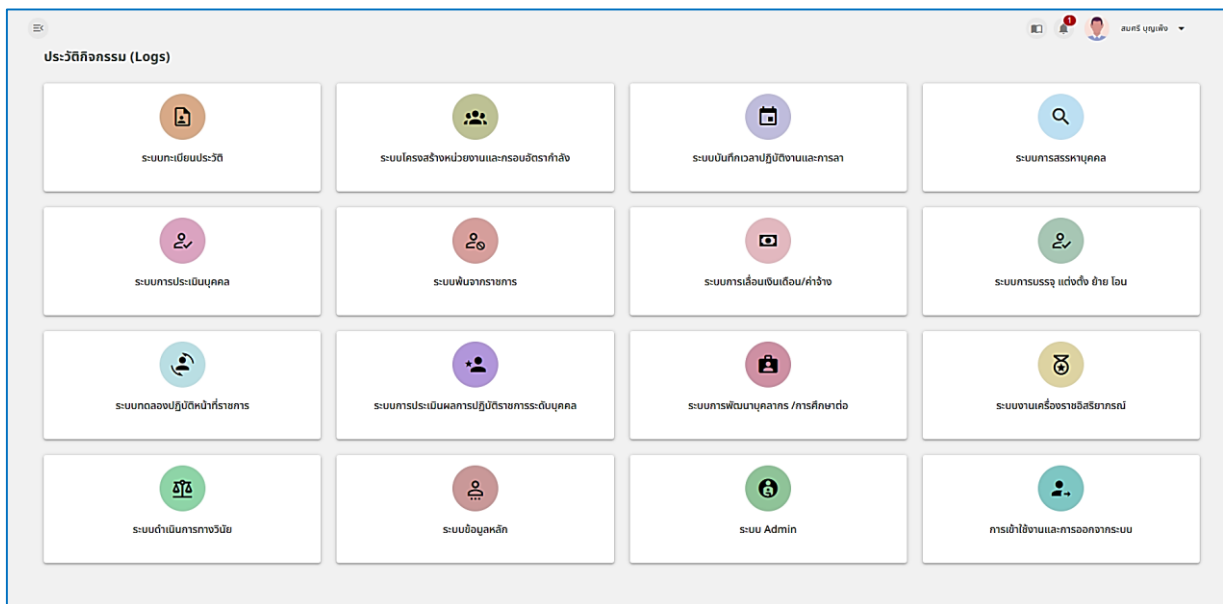 1
สมศรี บุญเพ็ง
ประวัติกิจกรรม (Logs)
ระบบทะเบียนประวัติ
ระบบโครงสร้างหน่วยงานและกรอบอัตรากำลัง
ระบบบันทึกเวลาปฏิบัติงานและการลา
ระบบการสรรหาบุคคล
ระบบการประเมินบุคคล
ระบบพ้นจากราชการ
ระบบการเลื่อนเงินเดือน/ค่าจ้าง
ระบบการบรรจุ แต่งตั้ง ย้าย โอน
ระบบทดลองปฏิบัติหน้าที่ราชการ
ระบบการประเมินผลการปฏิบัติราชการระดับบุคคล
ระบบการพัฒนาบุคลากร /การศึกษาต่อ
ระบบงานเครื่องราชอิสริยาภรณ์
ระบบดำเนินการทางวินัย
ระบบข้อมูลหลัก
ระบบ Admin
การเข้าใช้งานและการออกจากระบบ